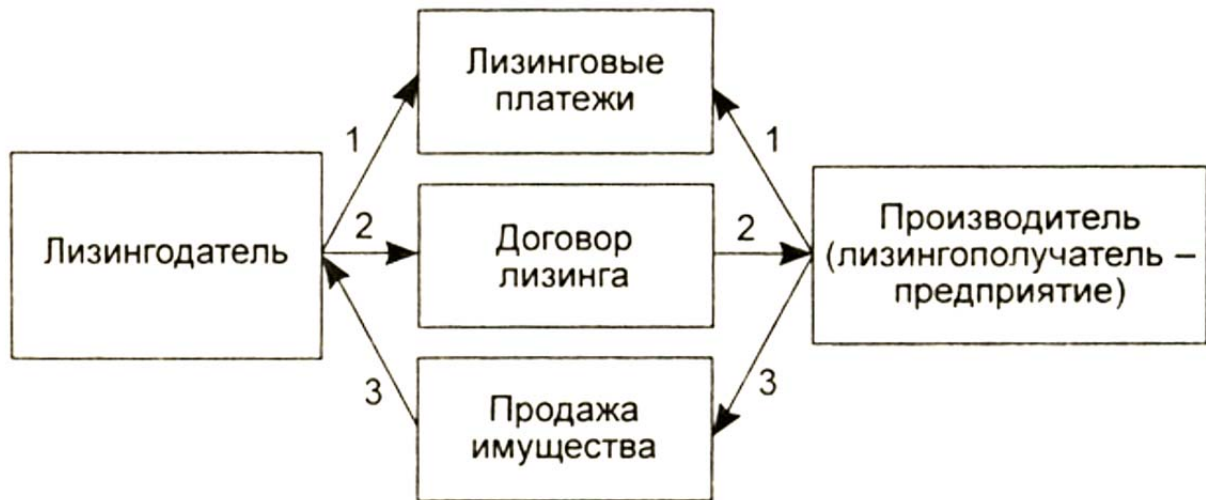 Лизинговые
платежи
1
1
Лизингодатель
2
Договор
лизинга
2
Производитель
(лизингополучатель –
предприятие)
3
Продажа
имущества
3